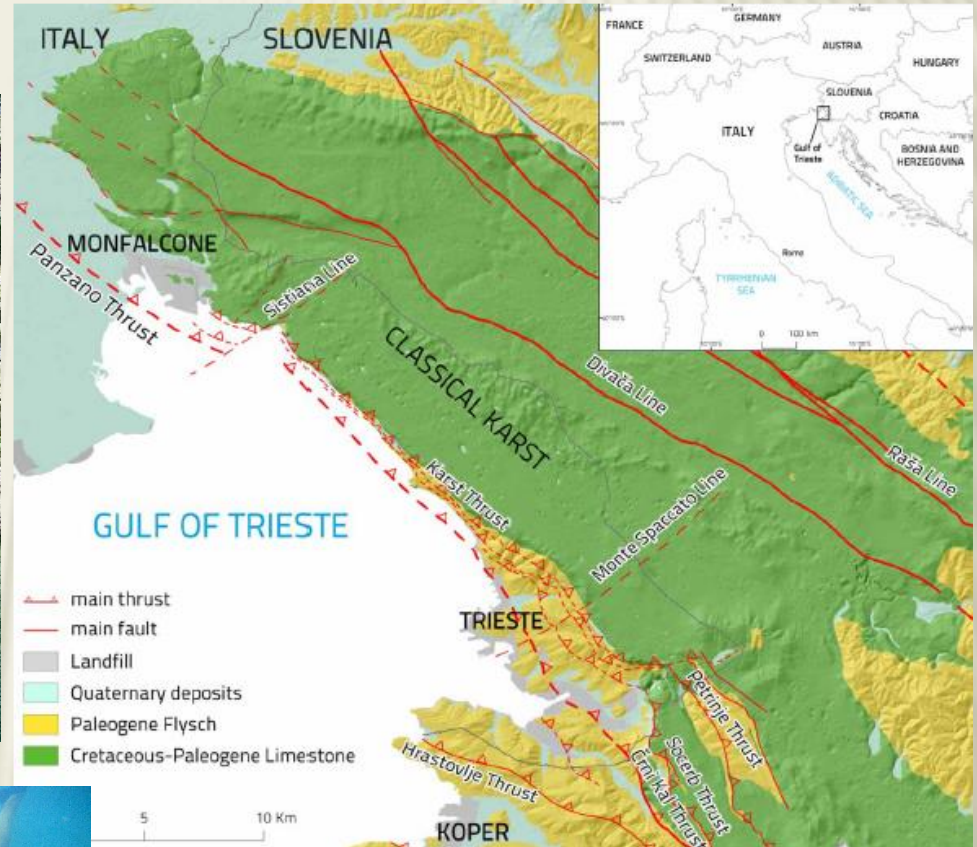 ITALY
SLOVENIA
MONFALCONE
Panzano Thrust
Sistiana Line
CLASSICAL KARST
Divača Line
Raša Line
Karst Thrust
Monte Spaccato Line
GULF OF TRIESTE
TRIESTE
Petrinje Thrust
Socerb Thrust
Črni Kal Thrust
Hrastovlje Thrust
KOPER
main thrust
main fault
Landfill
Quaternary deposits
Paleogene Flysch
Cretaceous-Paleogene Limestone
5
10 Km
FRANCE
GERMANY
SWITZERLAND
AUSTRIA
HUNGARY
SLOVENIA
CROATIA
ITALY
Gulf of
Trieste
BOSNIA AND
HERZEGOVINA
ADRIATIC SEA
Rome
TYRRHENIAN
SEA
0
100 km